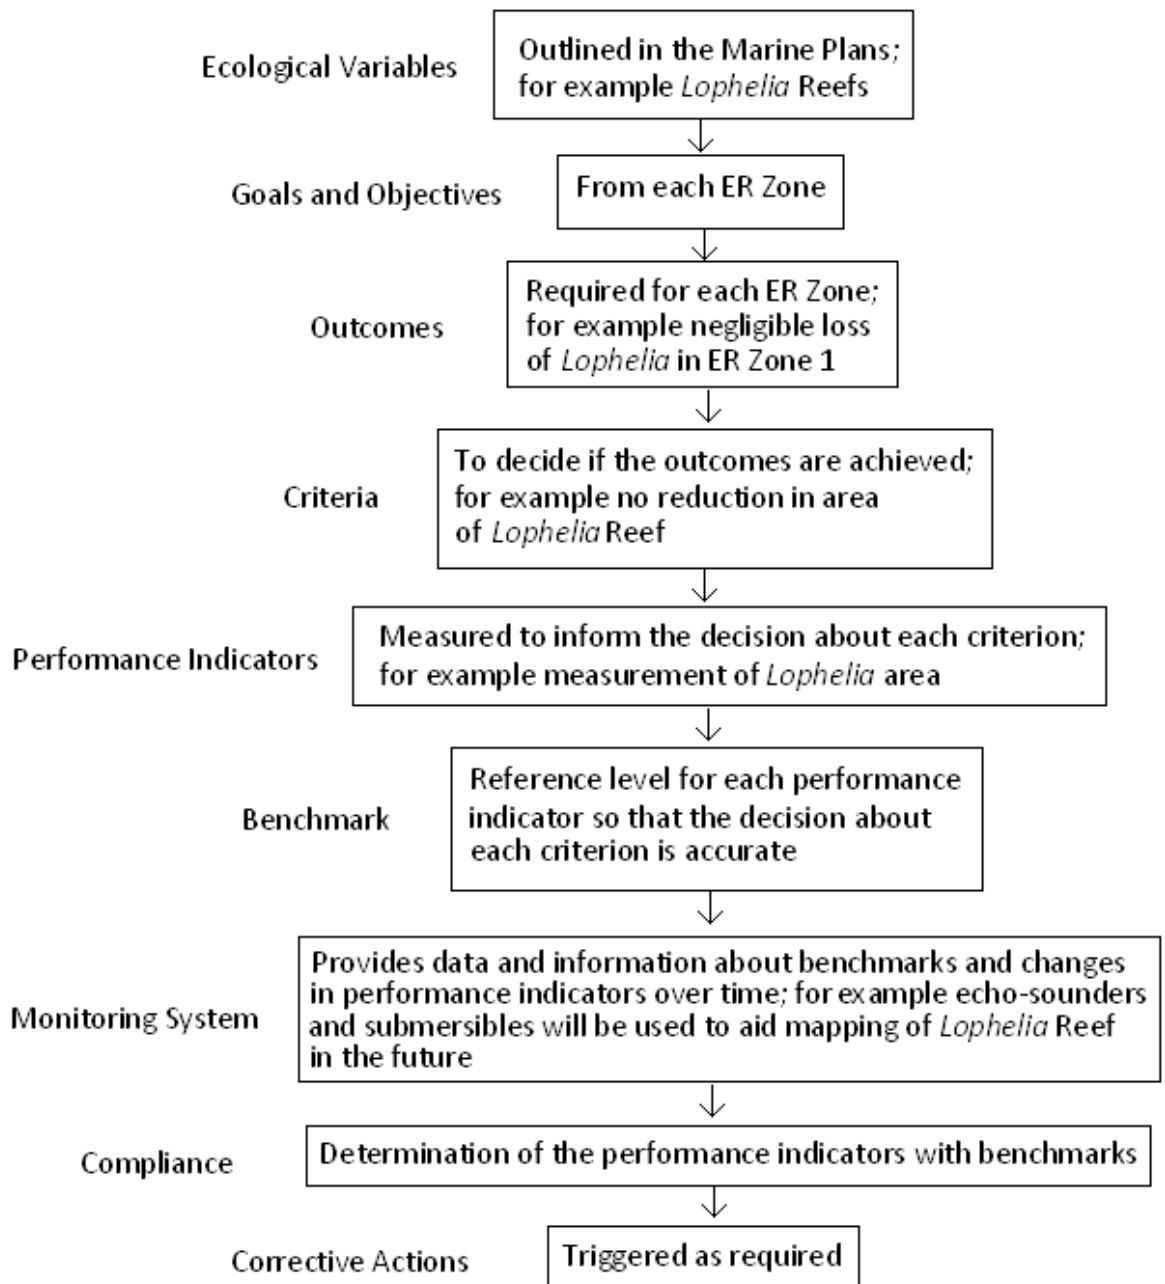 Ecological Variables
Outlined in the Marine Plans;
for example Lophelia Reefs
Goals and Objectives
From each ER Zone
Outcomes
Required for each ER Zone;
for example negligible loss
of Lophelia in ER Zone 1
Criteria
To decide if the outcomes are achieved;
for example no reduction in area
of Lophelia Reef
Performance Indicators
Measured to inform the decision about each criterion;
for example measurement of Lophelia area
Benchmark
Reference level for each performance
indicator so that the decision about
each criterion is accurate
Monitoring System
Provides data and information about benchmarks and changes
in performance indicators over time; for example echo-sounders
and submersibles will be used to aid mapping of Lophelia Reef
in the future
Compliance
Determination of the performance indicators with benchmarks
Corrective Actions
Triggered as required